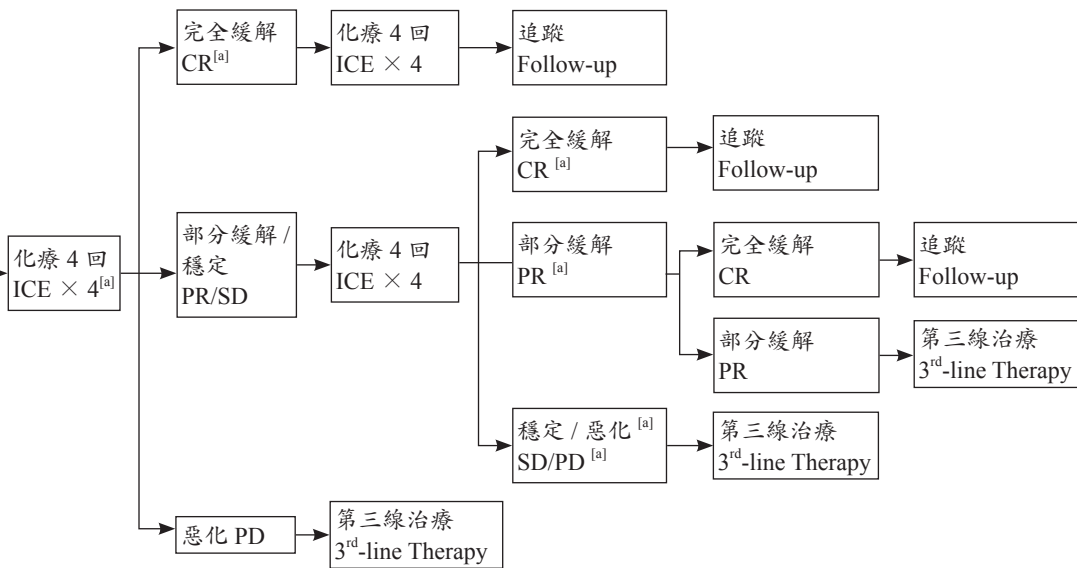 完全緩解
CR[a]
化療 4 回
ICE × 4
追蹤
Follow-up
完全緩解
CR [a]
追蹤
Follow-up
化療 4 回
ICE × 4[a]
部分緩解 /
穩定
PR/SD
化療 4 回
ICE × 4
部分緩解
PR [a]
完全緩解
CR
追蹤
Follow-up
部分緩解
PR
第三線治療
3rd-line Therapy
穩定 / 惡化 [a]
SD/PD [a]
第三線治療
3rd-line Therapy
惡化 PD
第三線治療
3rd-line Therapy